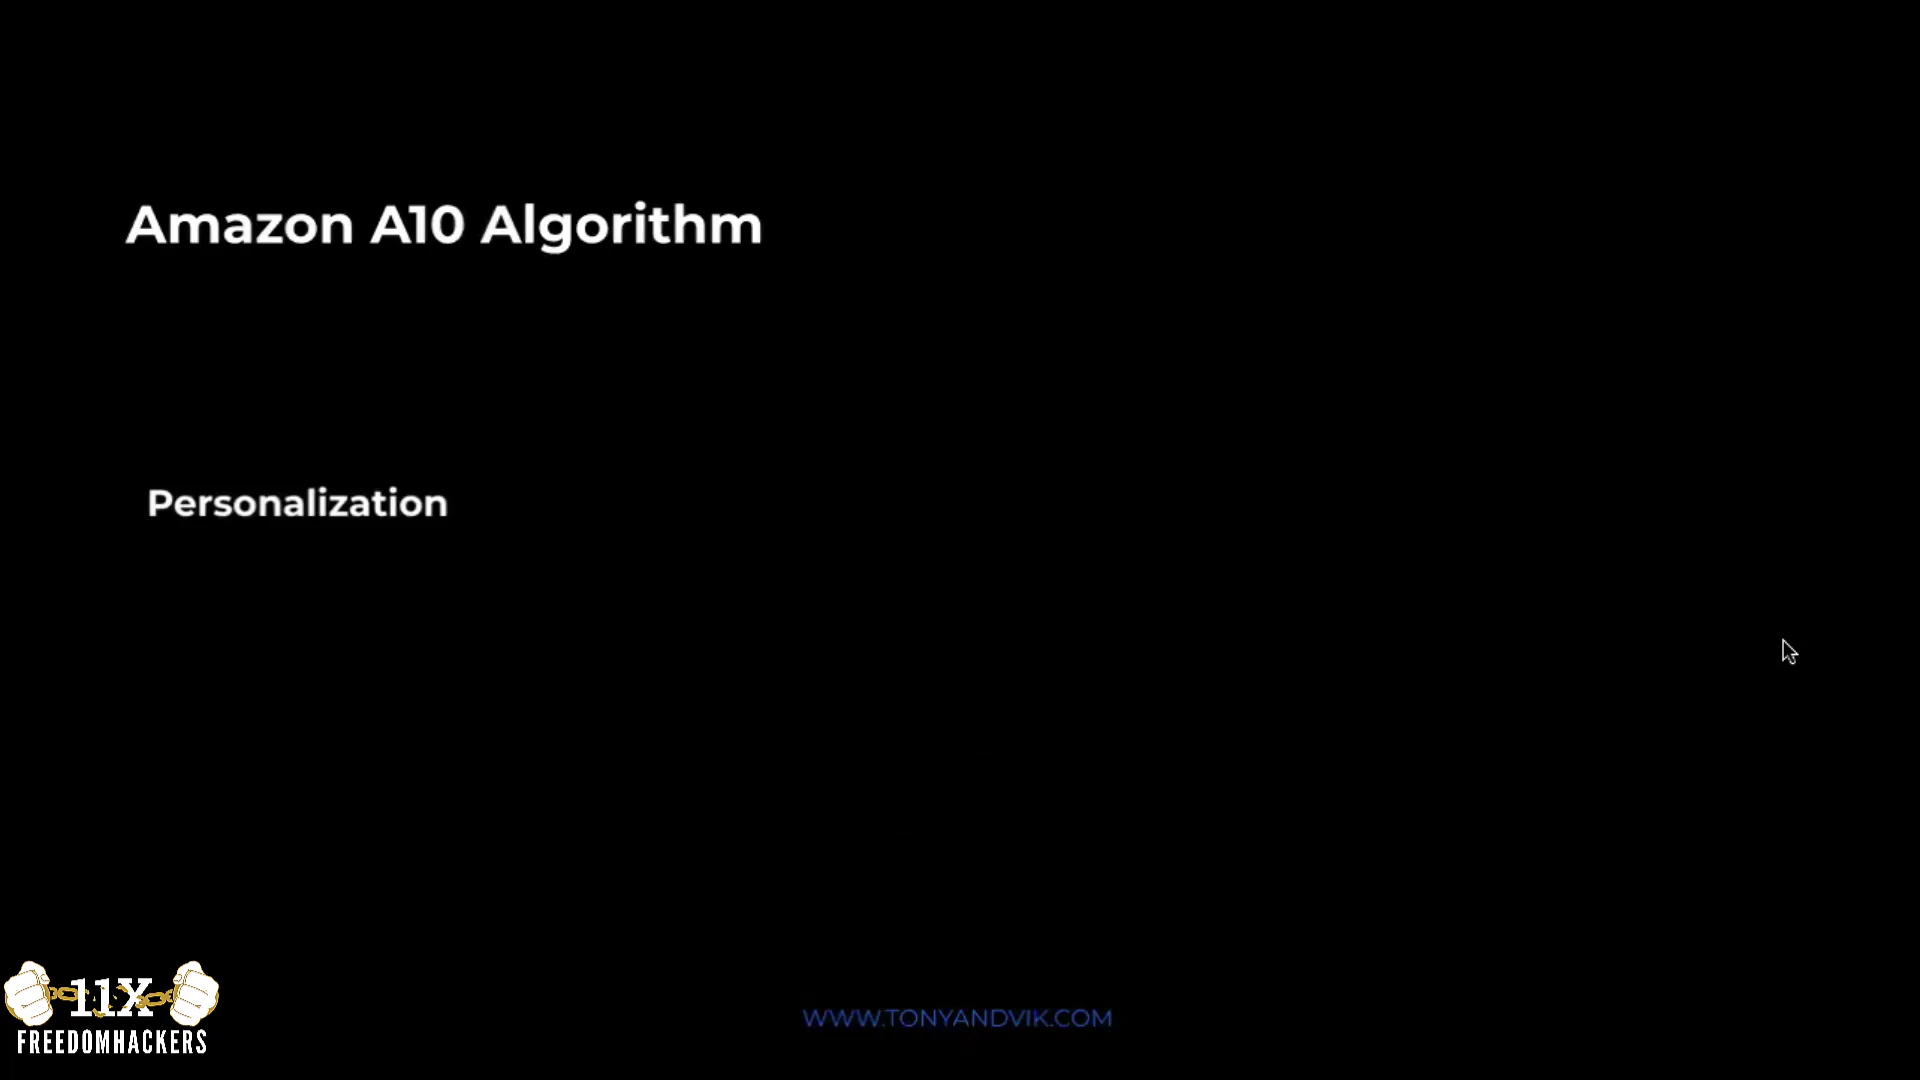 Amazon A10 Algorithm
Personalization
11X
FREEDOMHACKERS
WWW.TONYANDVIK.COM